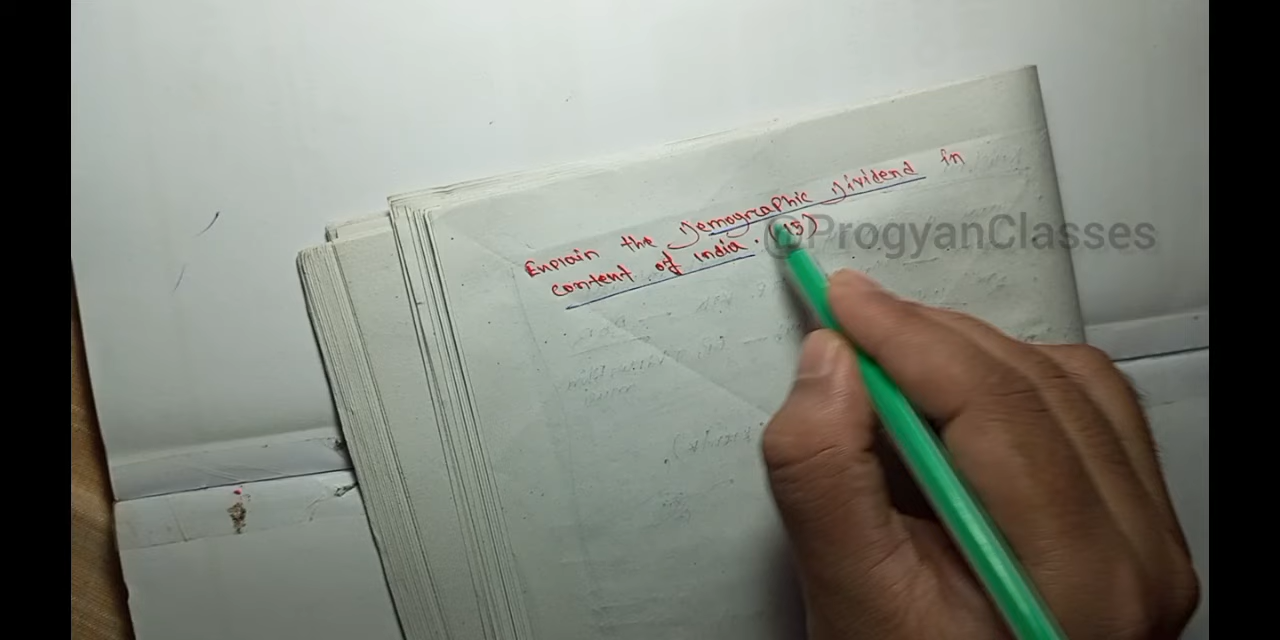 Explain the Demographic Dividend in
content of india. (15)
@ProgyanClasses